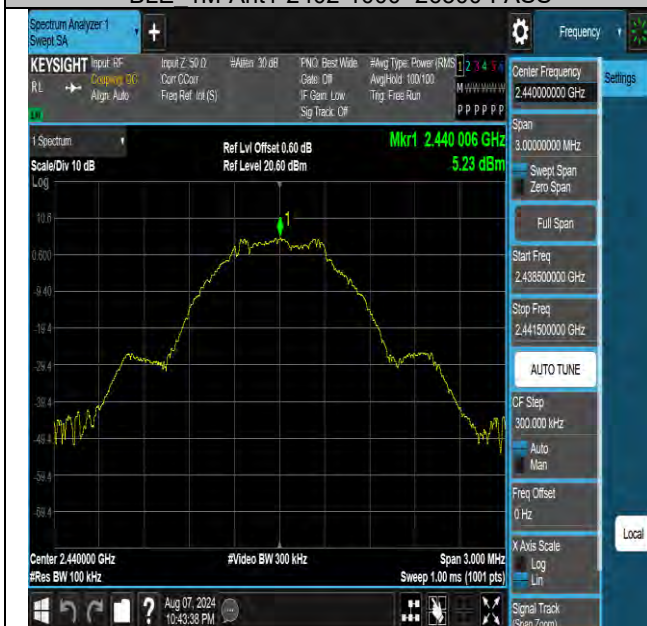 Spectrum Analyzer 1
Swept SA
+
Frequency
KEYSIGHT
RL
Input: RF
Coupling: DC
Align: Auto
Input Z: 50 Ω
Corr CCorr
Freq Ref: Int (S)
#Atten: 30 dB
PNO: Best Wide
Gate: Off
IF Gain: Low
Sig Track: Off
#Avg Type: Power (RMS
Avg|Hold: 100/100
Trig: Free Run
1 2 3 4 5 6
M W W W W W
P P P P P P
1 Spectrum
Scale/Div 10 dB
Log
Ref Lvl Offset 0.60 dB
Ref Level 20.60 dBm
Mkr1 2.440 006 GHz
5.23 dBm
1
10.6
0.600
-9.40
-19.4
-29.4
-39.4
-49.4
-59.4
-69.4
Center 2.440000 GHz
#Res BW 100 kHz
#Video BW 300 kHz
Span 3.000 MHz
Sweep 1.00 ms (1001 pts)
Aug 07, 2024
10:43:38 PM
?
Center Frequency
2.440000000 GHz
Span
3.00000000 MHz
Swept Span
Zero Span
Full Span
Start Freq
2.438500000 GHz
Stop Freq
2.441500000 GHz
AUTO TUNE
CF Step
300.000 kHz
Auto
Man
Freq Offset
0 Hz
X Axis Scale
Log
Lin
Signal Track
(Span Zoom)
Settings
Local